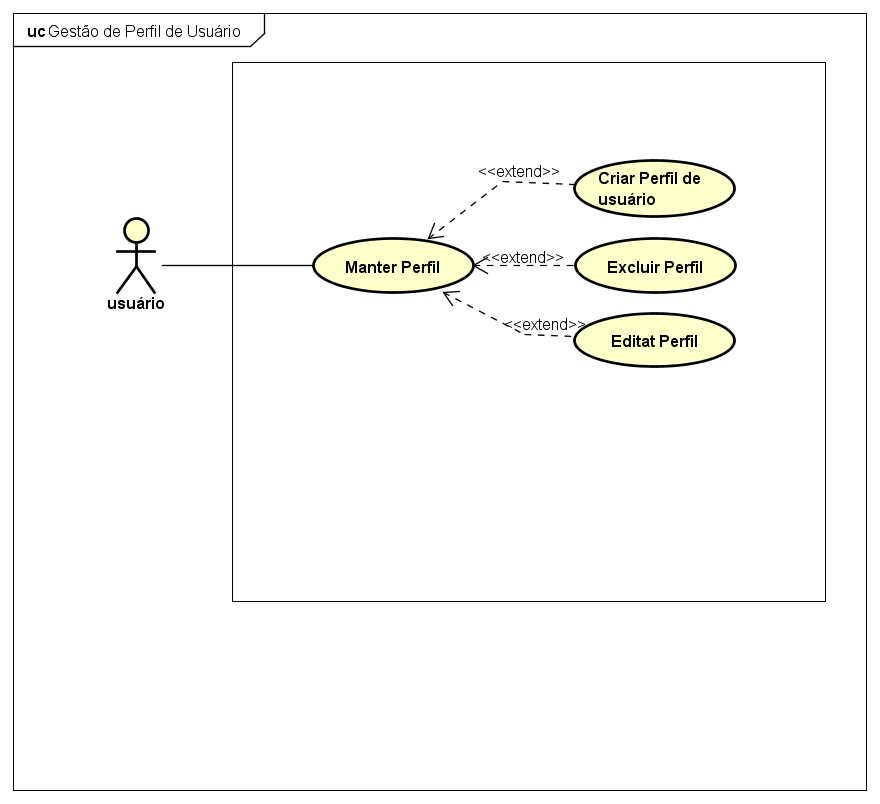 uc Gestão de Perfil de Usuário
<<extend>>
Criar Perfil de
usuário
Manter Perfil
<<extend>>
Excluir Perfil
usuário
<<extend>>
Editat Perfil